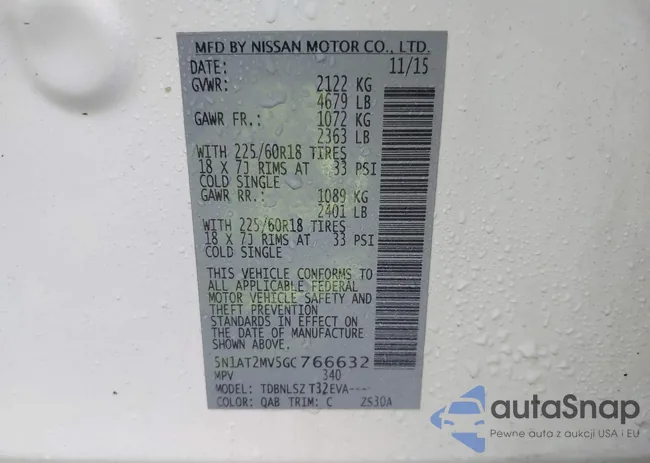 MFD BY NISSAN MOTOR CO., LTD.
DATE: 11/15
GVWR: 2122 KG
4679 LB
GAWR FR.: 1072 KG
2363 LB
WITH 225/60R18 TIRES
18 X 7J RIMS AT 33 PSI
COLD SINGLE
GAWR RR.: 1089 KG
2401 LB
WITH 225/60R18 TIRES
18 X 7J RIMS AT 33 PSI
COLD SINGLE
THIS VEHICLE CONFORMS TO
ALL APPLICABLE FEDERAL
MOTOR VEHICLE SAFETY AND
THEFT PREVENTION
STANDARDS IN EFFECT ON
THE DATE OF MANUFACTURE
SHOWN ABOVE.
5N1AT2MV5GC766632
MPV 340
MODEL: TDBNLSZ T32EVA----
COLOR: QAB TRIM: C 2S30A
autoSnap
Pewne auta z aukcji USA i EU